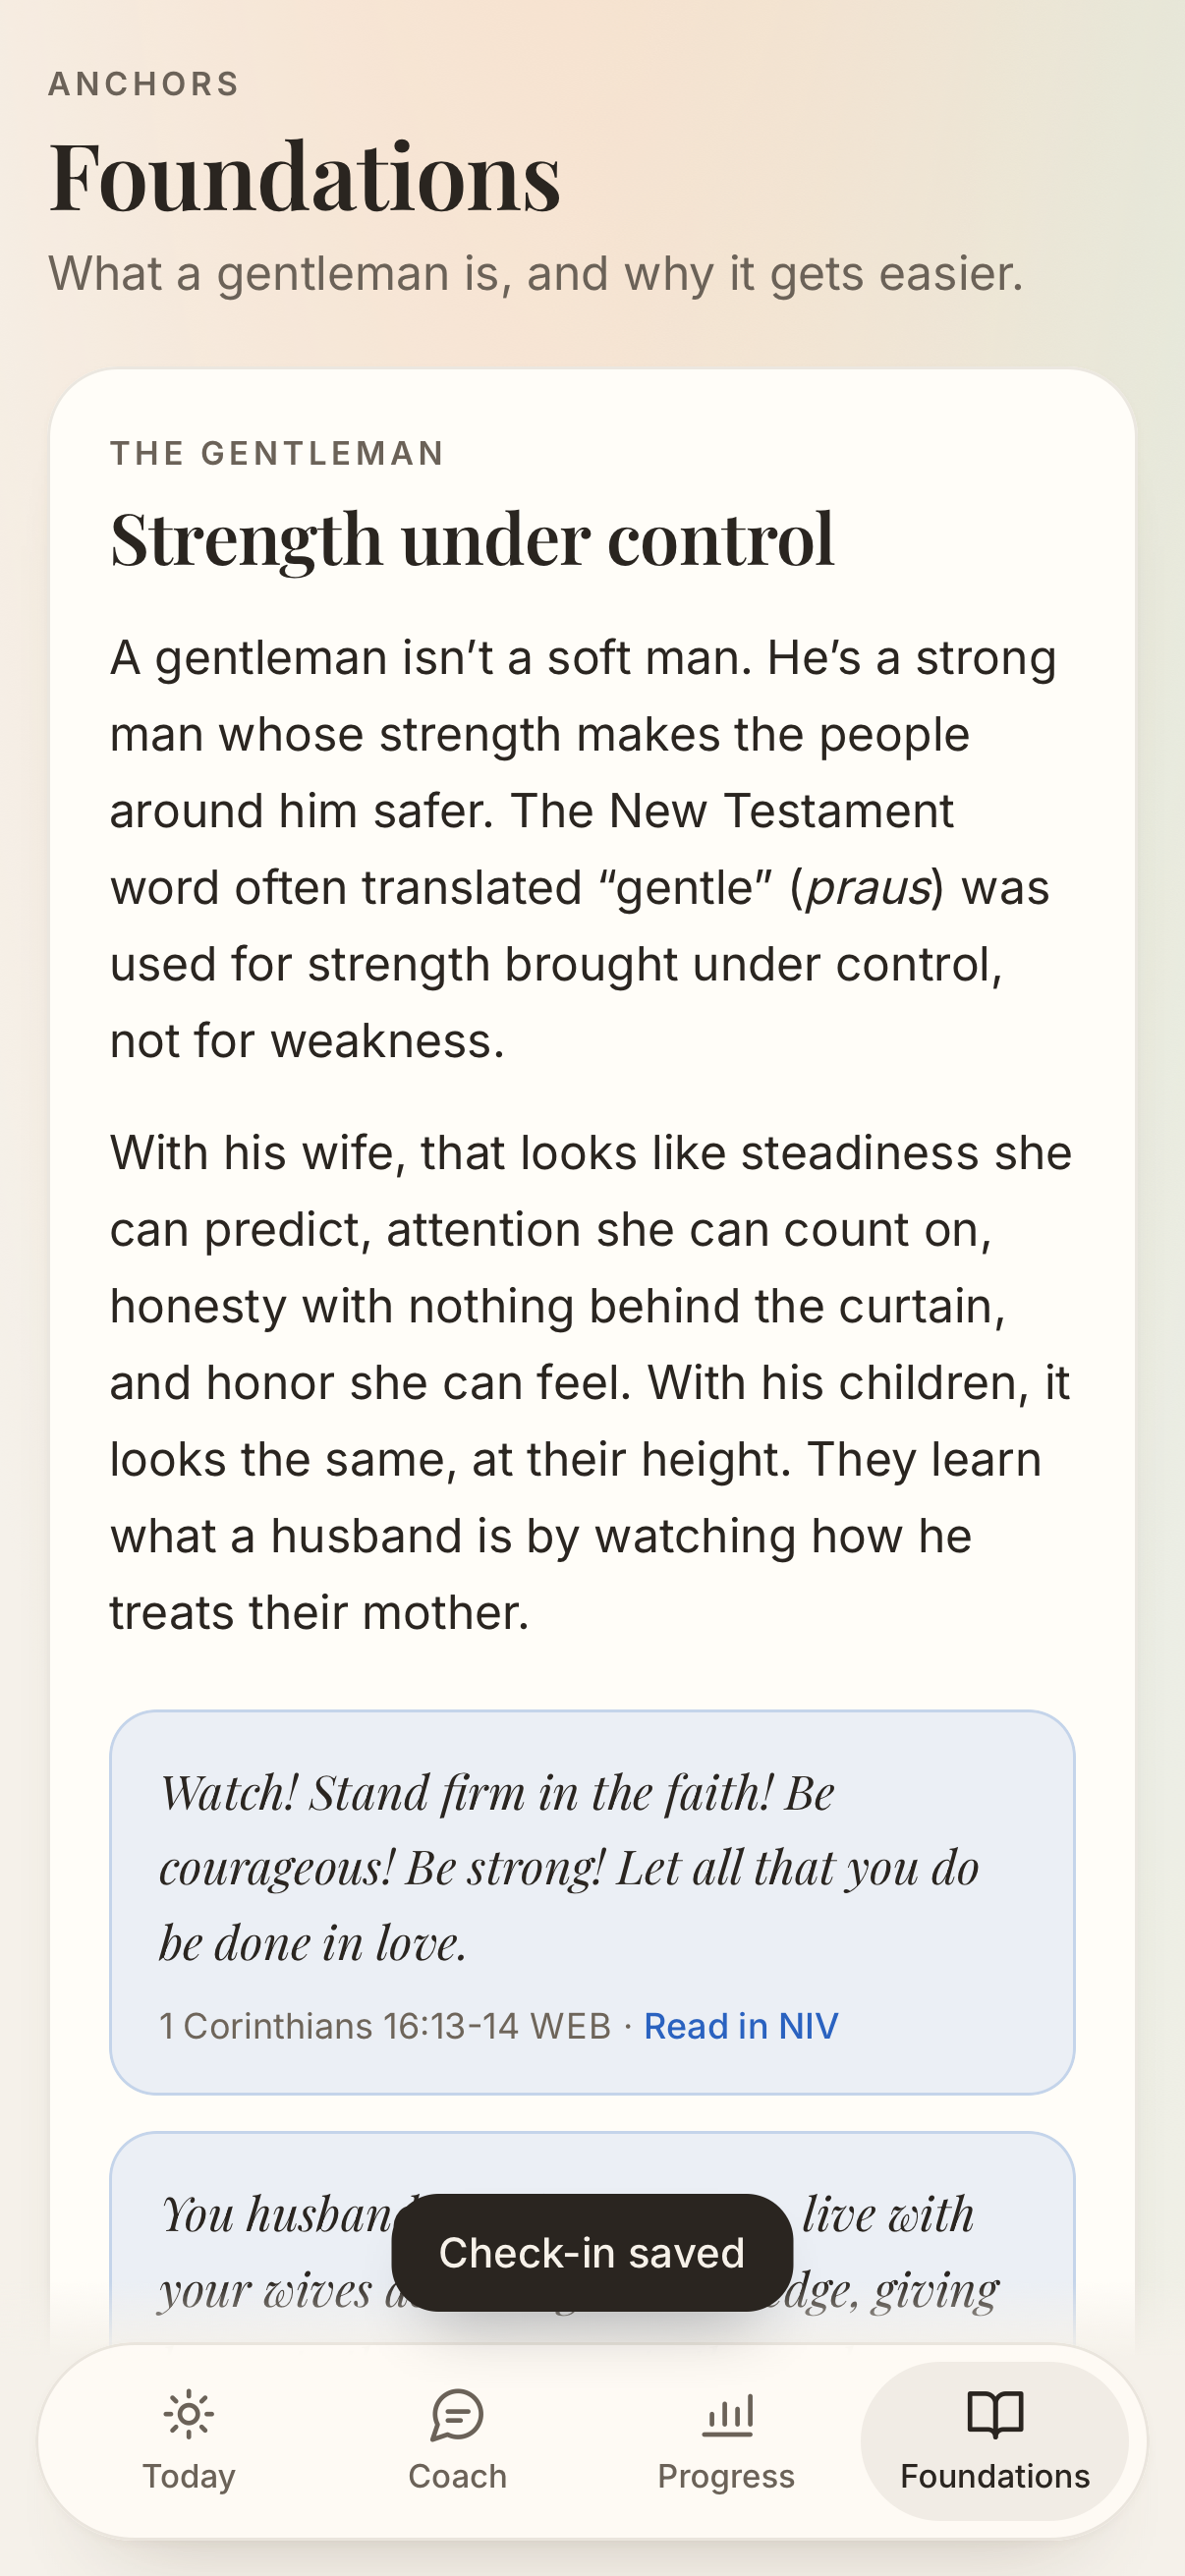 ANCHORS
Foundations
What a gentleman is, and why it gets easier.
THE GENTLEMAN
Strength under control
A gentleman isn’t a soft man. He’s a strong
man whose strength makes the people
around him safer. The New Testament
word often translated “gentle” (praus) was
used for strength brought under control,
not for weakness.
With his wife, that looks like steadiness she
can predict, attention she can count on,
honesty with nothing behind the curtain,
and honor she can feel. With his children, it
looks the same, at their height. They learn
what a husband is by watching how he
treats their mother.
Watch! Stand firm in the faith! Be
courageous! Be strong! Let all that you do
be done in love.
1 Corinthians 16:13-14 WEB · Read in NIV
You live with
your wives giving
Check-in saved
Today
Coach
Progress
Foundations